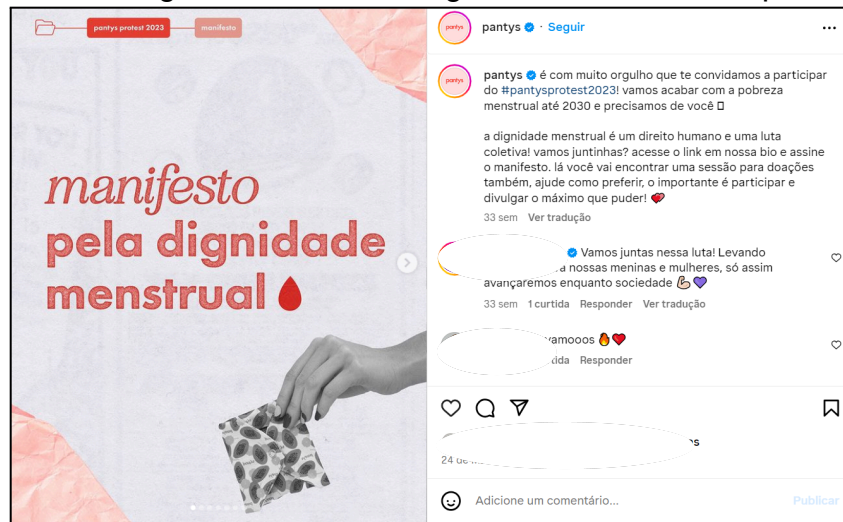 pantys protest 2023 manifesto
manifesto
pela dignidade
menstrual
pantys
pantys · Seguir
pantys
pantys é com muito orgulho que te convidamos a participar
do #pantysprotest2023! vamos acabar com a pobreza
menstrual até 2030 e precisamos de você
a dignidade menstrual é um direito humano e uma luta
coletiva! vamos juntinhas? acesse o link em nossa bio e assine
o manifesto. lá você vai encontrar uma sessão para doações
também, ajude como preferir, o importante é participar e
divulgar o máximo que puder! ❤️
33 sem Ver tradução
Vamos juntas nessa luta! Levando
nossas meninas e mulheres, só assim
avançaremos enquanto sociedade 💪🏼💜
33 sem 1 curtida Responder Ver tradução
vamooos 🔥❤️
Responder
24 de
Adicione um comentário... Publicar